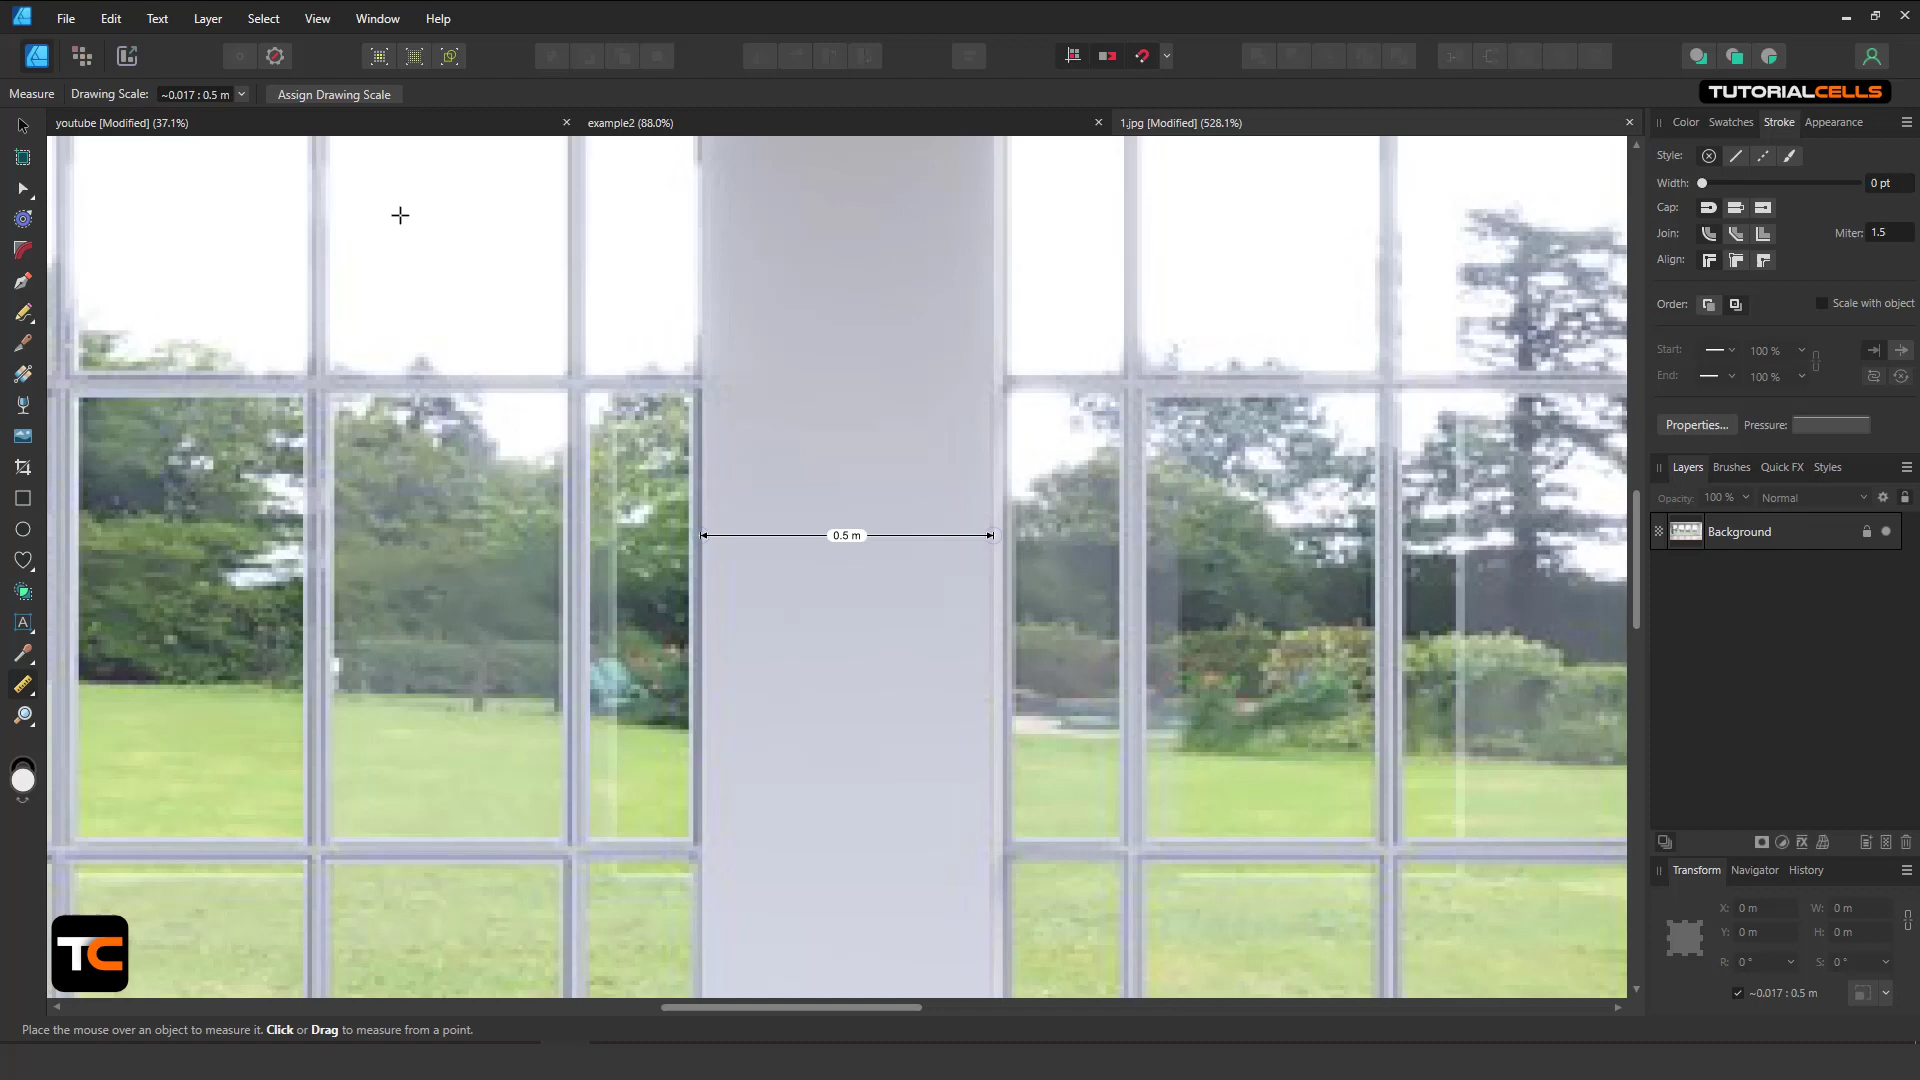 File Edit Text Layer Select View Window Help
Measure Drawing Scale: ~0.017 : 0.5 m Assign Drawing Scale
TUTORIALCELLS
youtube [Modified] (37.1%) example2 (88.0%) 1.jpg [Modified] (528.1%)
Color Swatches Stroke Appearance
Style:
Width: 0 pt
Cap:
Join: Miter: 1.5
Align:
Order: Scale with object
Start: 100 %
End: 100 %
Properties... Pressure:
Layers Brushes Quick FX Styles
Opacity: 100 % Normal
Background
0.5 m
Transform Navigator History
X: 0 m W: 0 m
Y: 0 m H: 0 m
R: 0 ° S: 0 °
~0.017 : 0.5 m
TC
Place the mouse over an object to measure it. Click or Drag to measure from a point.